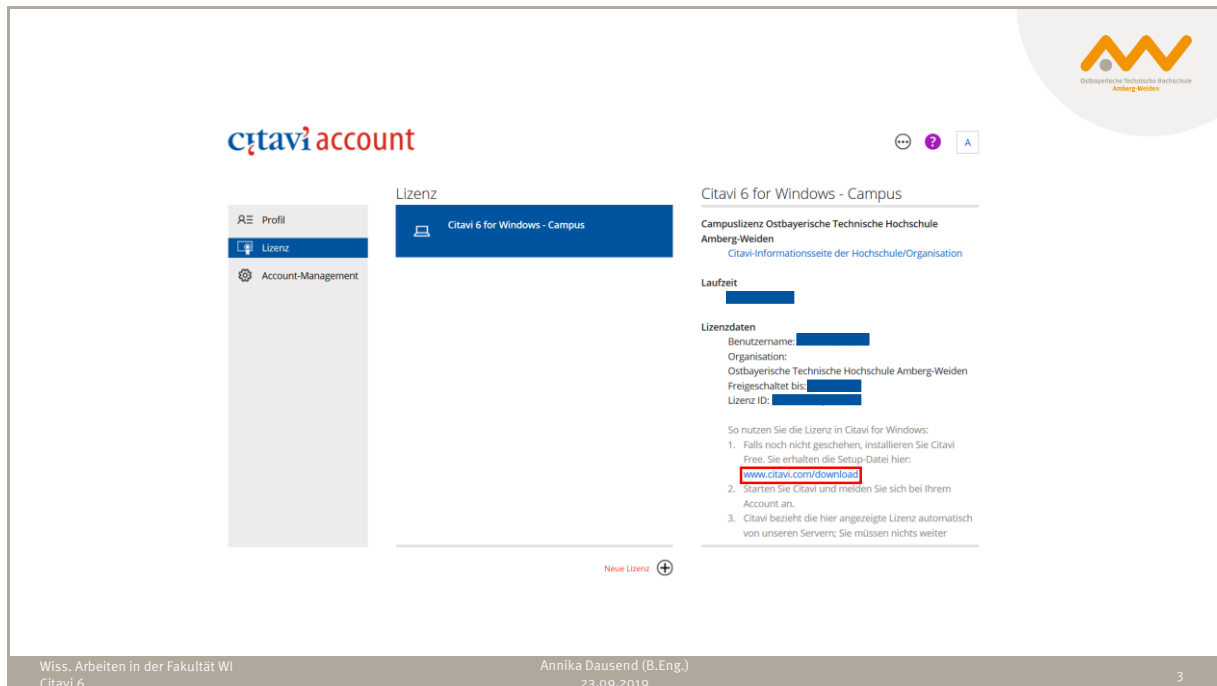 Ostbayerische Technische Hochschule
Amberg-Weiden
citavi account
A
Lizenz
Citavi 6 for Windows - Campus
Profil
Lizenz
Account-Management
Citavi 6 for Windows - Campus
Campuslizenz Ostbayerische Technische Hochschule
Amberg-Weiden
Citavi-Informationsseite der Hochschule/Organisation
Laufzeit
Lizenzdaten
Benutzername:
Organisation:
Ostbayerische Technische Hochschule Amberg-Weiden
Freigeschaltet bis:
Lizenz ID:
So nutzen Sie die Lizenz in Citavi for Windows:
1. Falls noch nicht geschehen, installieren Sie Citavi
Free. Sie erhalten die Setup-Datei hier:
www.citavi.com/download
2. Starten Sie Citavi und melden Sie sich bei Ihrem
Account an.
3. Citavi bezieht die hier angezeigte Lizenz automatisch
von unseren Servern; Sie müssen nichts weiter
Neue Lizenz
Wiss. Arbeiten in der Fakultät WI
Citavi 6
Annika Dausend (B.Eng.)
23.09.2019
3